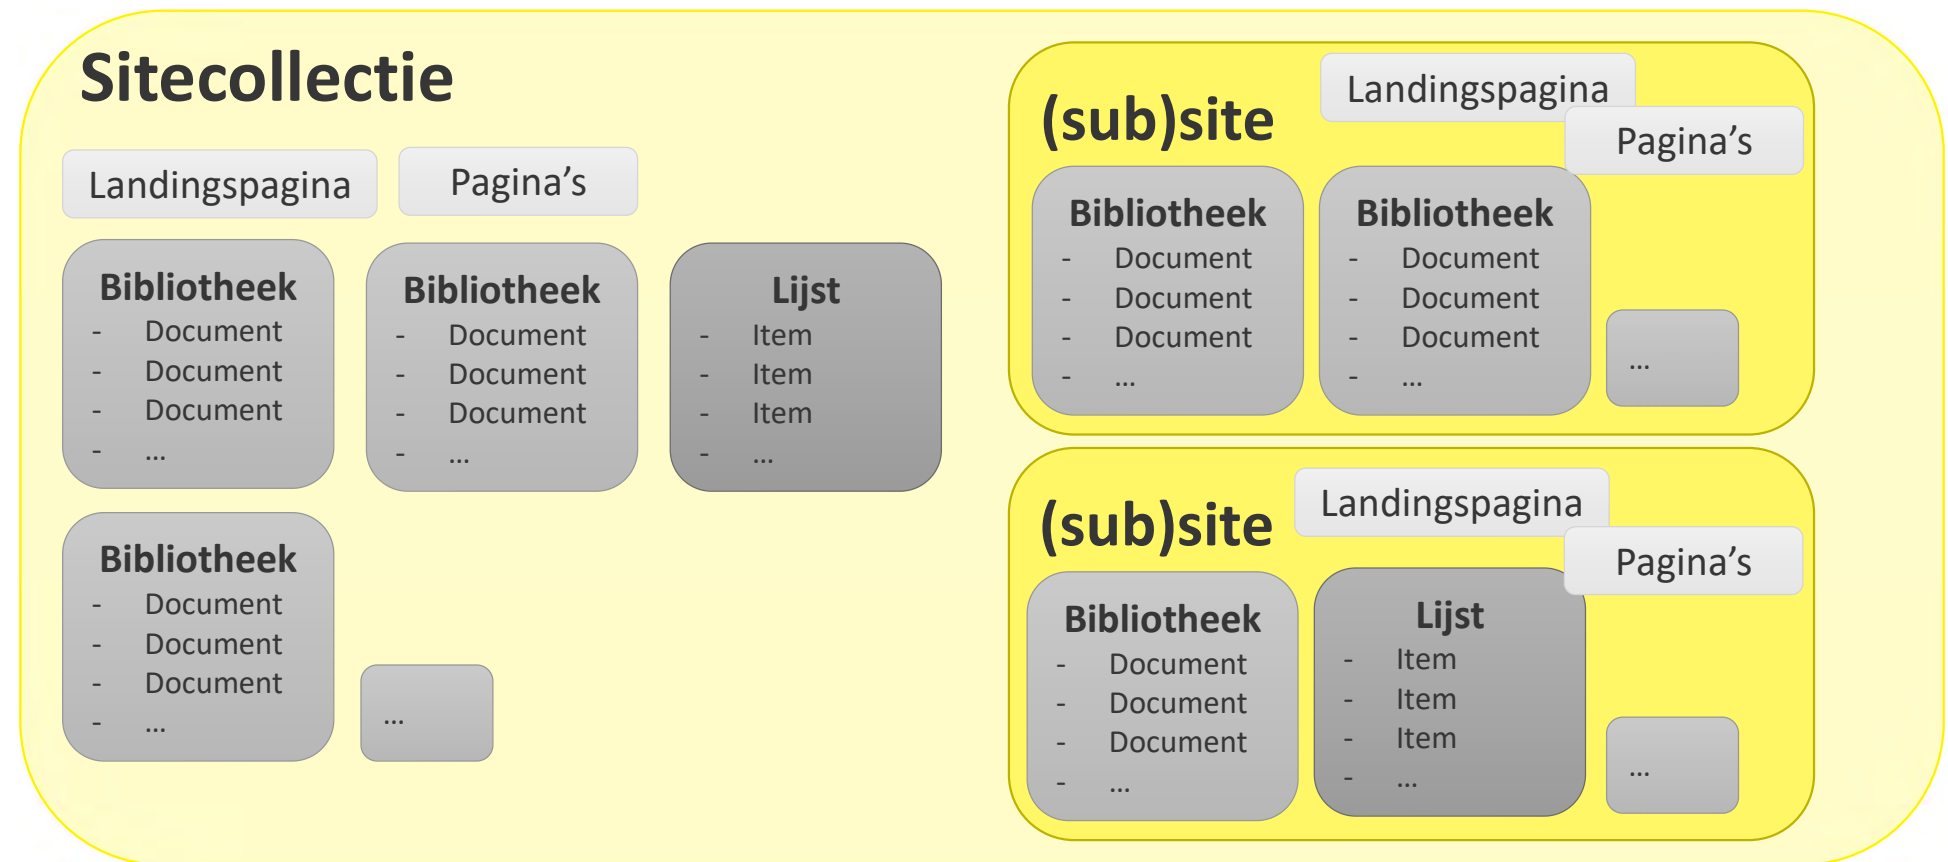 Sitecollectie
Landingspagina
Pagina’s
Bibliotheek
- Document
- Document
- Document
- ...
Bibliotheek
- Document
- Document
- Document
- ...
Lijst
- Item
- Item
- Item
- ...
Bibliotheek
- Document
- Document
- Document
- ...
...
(sub)site
Landingspagina
Pagina’s
Bibliotheek
- Document
- Document
- Document
- ...
Bibliotheek
- Document
- Document
- Document
- ...
...
(sub)site
Landingspagina
Pagina’s
Bibliotheek
- Document
- Document
- Document
- ...
Lijst
- Item
- Item
- Item
- ...
...